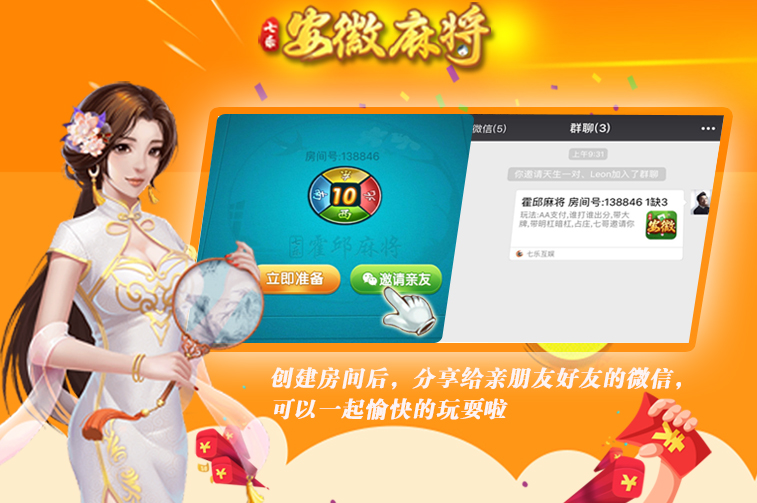 七乐
安徽麻将
房间号:138846
10
西
霍邱麻将
立即准备
邀请亲友
微信(5)
群聊(3)
上午9:31
你邀请天生一对、Leon加入了群聊
霍邱麻将 房间号:138846 1缺3
玩法:AA支付,谁打谁出分,带大
牌,带明杠暗杠,占庄,七哥邀请你
安徽
七乐互娱
创建房间后，分享给亲朋友好友的微信，
可以一起愉快的玩耍啦